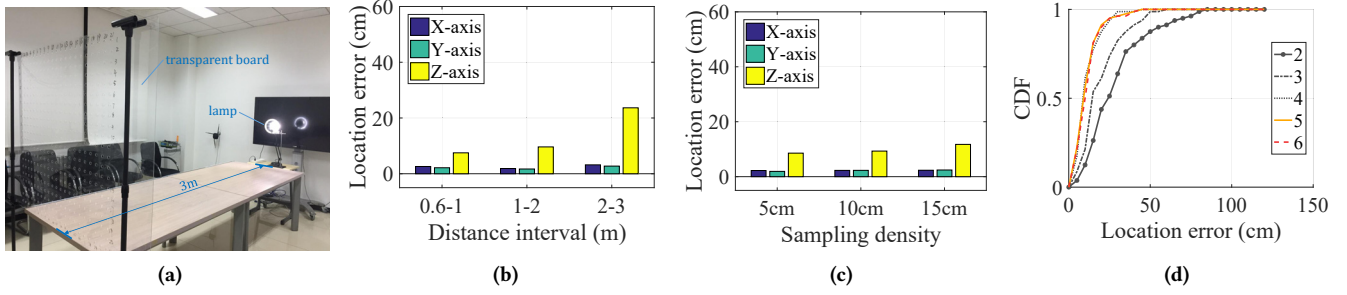 transparent board
lamp
3m
(a)
Location error (cm)
60
40
20
0
X-axis
Y-axis
Z-axis
0.6-1 1-2 2-3
Distance interval (m)
(b)
Location error (cm)
60
40
20
0
X-axis
Y-axis
Z-axis
5cm 10cm 15cm
Sampling density
(c)
CDF
1
0.5
0
2
3
4
5
6
0 50 100 150
Location error (cm)
(d)